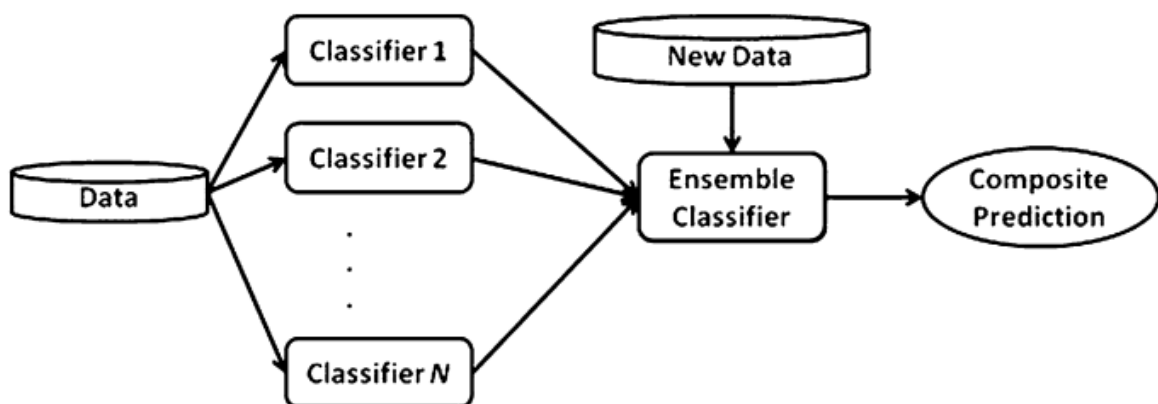 Classifier 1
New Data
Classifier 2
Data
Ensemble
Classifier
Composite
Prediction
. 
. 
. 
Classifier N